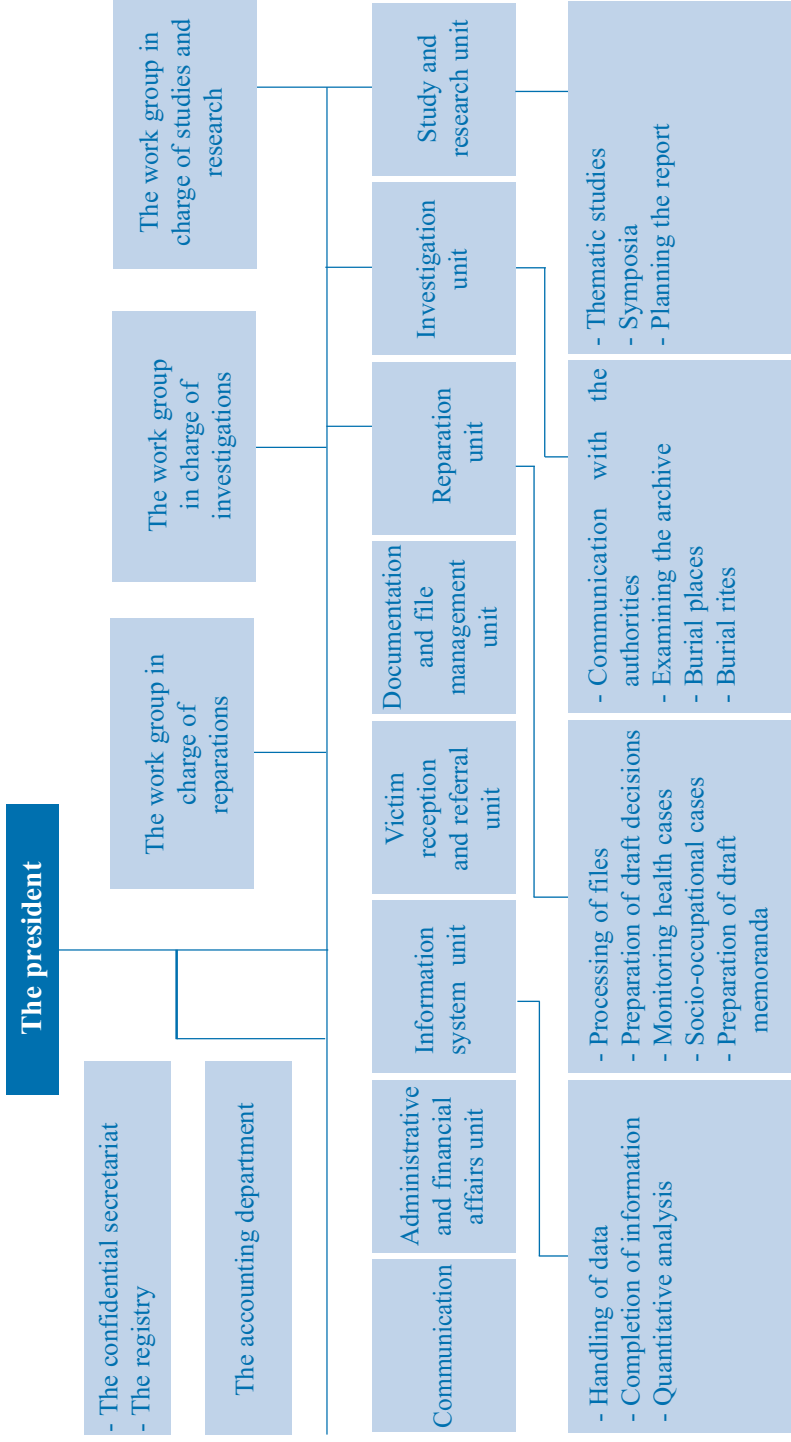 The president
- The confidential secretariat
- The registry
The accounting department
The work group in
charge of
reparations
The work group
in charge of
investigations
The work group in
charge of studies and
research
Communication
Administrative
and financial
affairs unit
Information
system unit
Victim
reception
and referral
unit
Documentation
and file
management
unit
Reparation
unit
Investigation
unit
Study and
research unit
- Handling of data
- Completion of information
- Quantitative analysis
- Processing of files
- Preparation of draft decisions
- Monitoring health cases
- Socio-occupational cases
- Preparation of draft
memoranda
- Communication with the
authorities
- Examining the archive
- Burial places
- Burial rites
- Thematic studies
- Symposia
- Planning the report